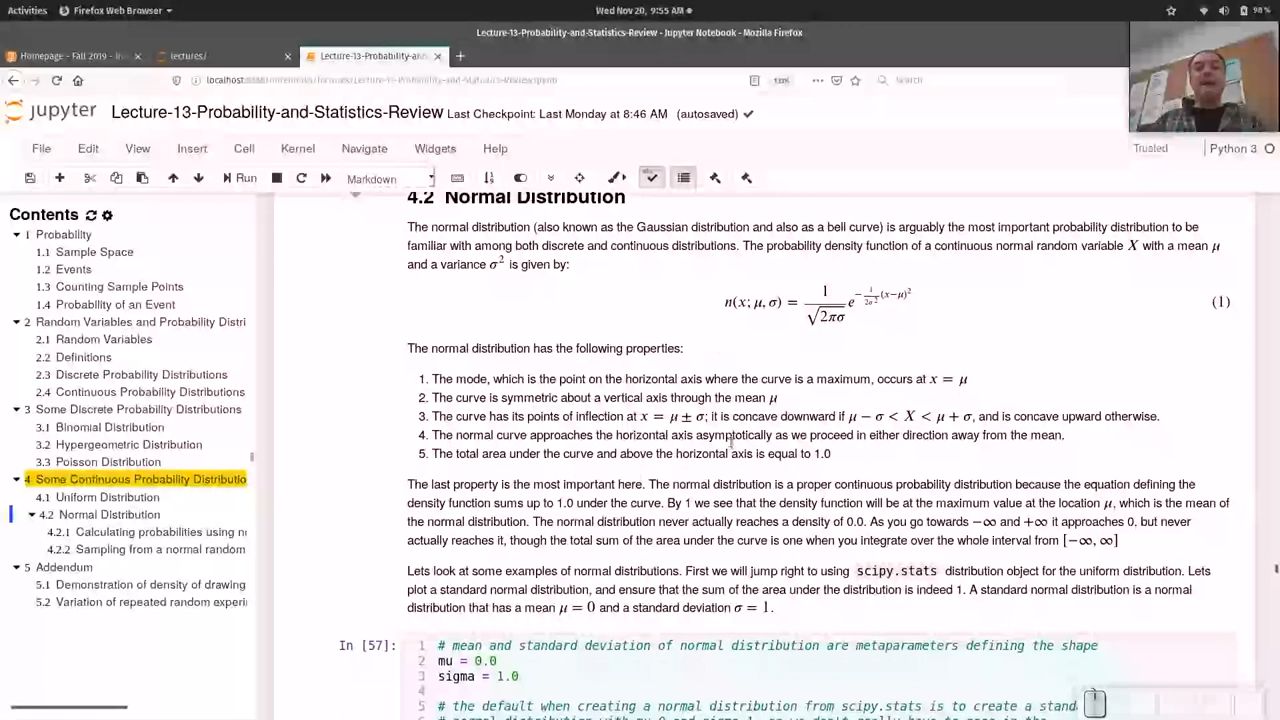 Activities Firefox Web Browser Wed Nov 20, 9:55 AM 98%
Lecture-13-Probability-and-Statistics-Review - Jupyter Notebook - Mozilla Firefox
Homepage - Fall 2019 - lectures/ Lecture-13-Probability-an
Search
jupyter Lecture-13-Probability-and-Statistics-Review Last Checkpoint: Last Monday at 8:46 AM (autosaved)
File Edit View Insert Cell Kernel Navigate Widgets Help Trusted Python 3
Run Markdown
Contents
1 Probability
1.1 Sample Space
1.2 Events
1.3 Counting Sample Points
1.4 Probability of an Event
2 Random Variables and Probability Distri
2.1 Random Variables
2.2 Definitions
2.3 Discrete Probability Distributions
2.4 Continuous Probability Distributions
3 Some Discrete Probability Distributions
3.1 Binomial Distribution
3.2 Hypergeometric Distribution
3.3 Poisson Distribution
4 Some Continuous Probability Distributio
4.1 Uniform Distribution
4.2 Normal Distribution
4.2.1 Calculating probabilities using n
4.2.2 Sampling from a normal random
5 Addendum
5.1 Demonstration of density of drawing
5.2 Variation of repeated random experi
4.2 Normal Distribution
The normal distribution (also known as the Gaussian distribution and also as a bell curve) is arguably the most important probability distribution to be
familiar with among both discrete and continuous distributions. The probability density function of a continuous normal random variable X with a mean μ
and a variance σ² is given by:
n(x; μ, σ) = 1/√(2πσ) e^(−1/(2σ²)(x−μ)²) (1)
The normal distribution has the following properties:
1. The mode, which is the point on the horizontal axis where the curve is a maximum, occurs at x = μ
2. The curve is symmetric about a vertical axis through the mean μ
3. The curve has its points of inflection at x = μ ± σ; it is concave downward if μ − σ < X < μ + σ, and is concave upward otherwise.
4. The normal curve approaches the horizontal axis asymptotically as we proceed in either direction away from the mean.
5. The total area under the curve and above the horizontal axis is equal to 1.0
The last property is the most important here. The normal distribution is a proper continuous probability distribution because the equation defining the
density function sums up to 1.0 under the curve. By 1 we see that the density function will be at the maximum value at the location μ, which is the mean of
the normal distribution. The normal distribution never actually reaches a density of 0.0. As you go towards −∞ and +∞ it approaches 0, but never
actually reaches it, though the total sum of the area under the curve is one when you integrate over the whole interval from [−∞, ∞]
Lets look at some examples of normal distributions. First we will jump right to using scipy.stats distribution object for the uniform distribution. Lets
plot a standard normal distribution, and ensure that the sum of the area under the distribution is indeed 1. A standard normal distribution is a normal
distribution that has a mean μ = 0 and a standard deviation σ = 1.
In [57]: 1 # mean and standard deviation of normal distribution are metaparameters defining the shape
2 mu = 0.0
3 sigma = 1.0
4
5 # the default when creating a normal distribution from scipy.stats is to create a stand